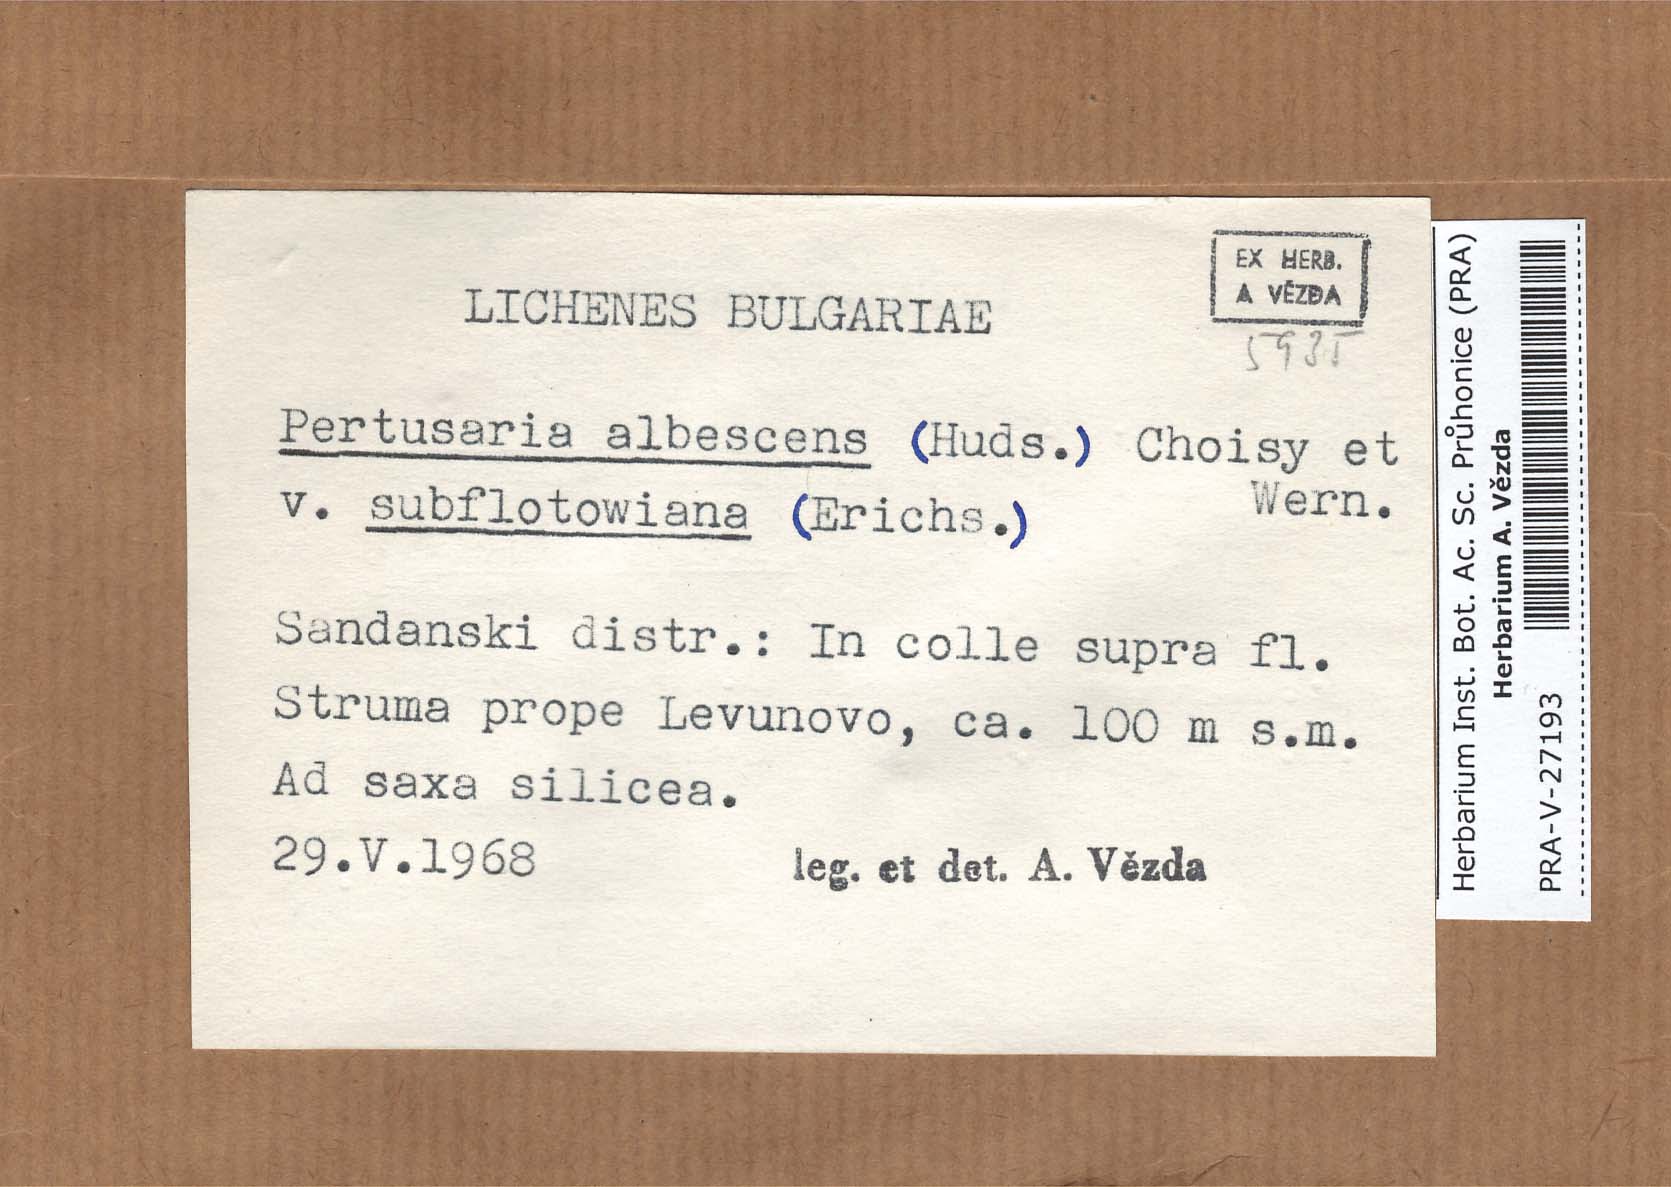 EX HERB.
A VĚZDA
5935
LICHENES BULGARIAE
Pertusaria albescens (Huds.) Choisy et
Wern.
v. subflotowiana (Erichs.)
Sandanski distr.: In colle supra fl.
Struma prope Levunovo, ca. 100 m s.m.
Ad saxa silicea.
29.V.1968 leg. et det. A. Vězda
Herbarium Inst. Bot. Ac. Sc. Průhonice (PRA)
Herbarium A. Vězda
PRA-V-27193